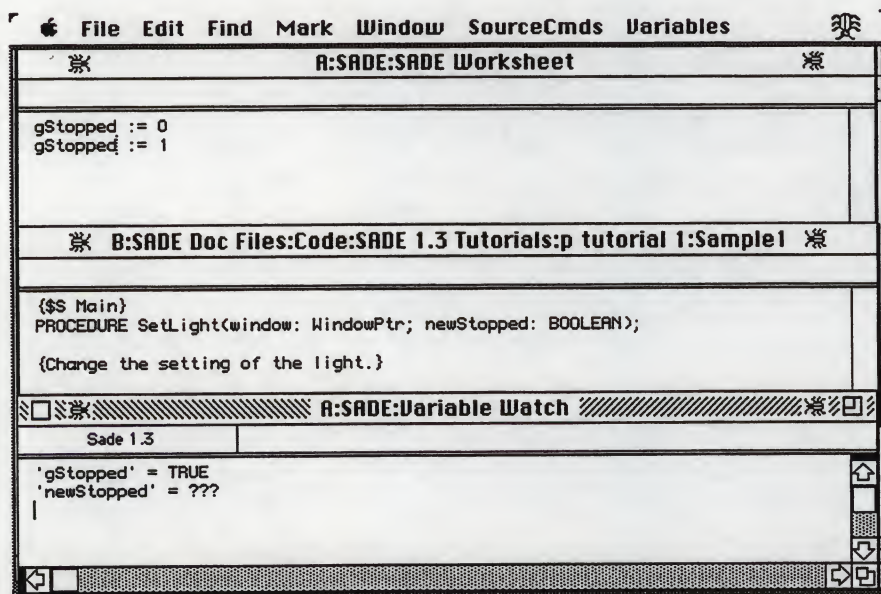 File Edit Find Mark Window SourceCmds Variables
A:SADE:SADE Worksheet
gStopped := 0
gStopped := 1
B:SADE Doc Files:Code:SADE 1.3 Tutorials:p tutorial 1:Sample1
{$S Main}
PROCEDURE SetLight(window: WindowPtr; newStopped: BOOLEAN);
{Change the setting of the light.}
A:SADE:Variable Watch
Sade 1.3
'gStopped' = TRUE
'newStopped' = ???